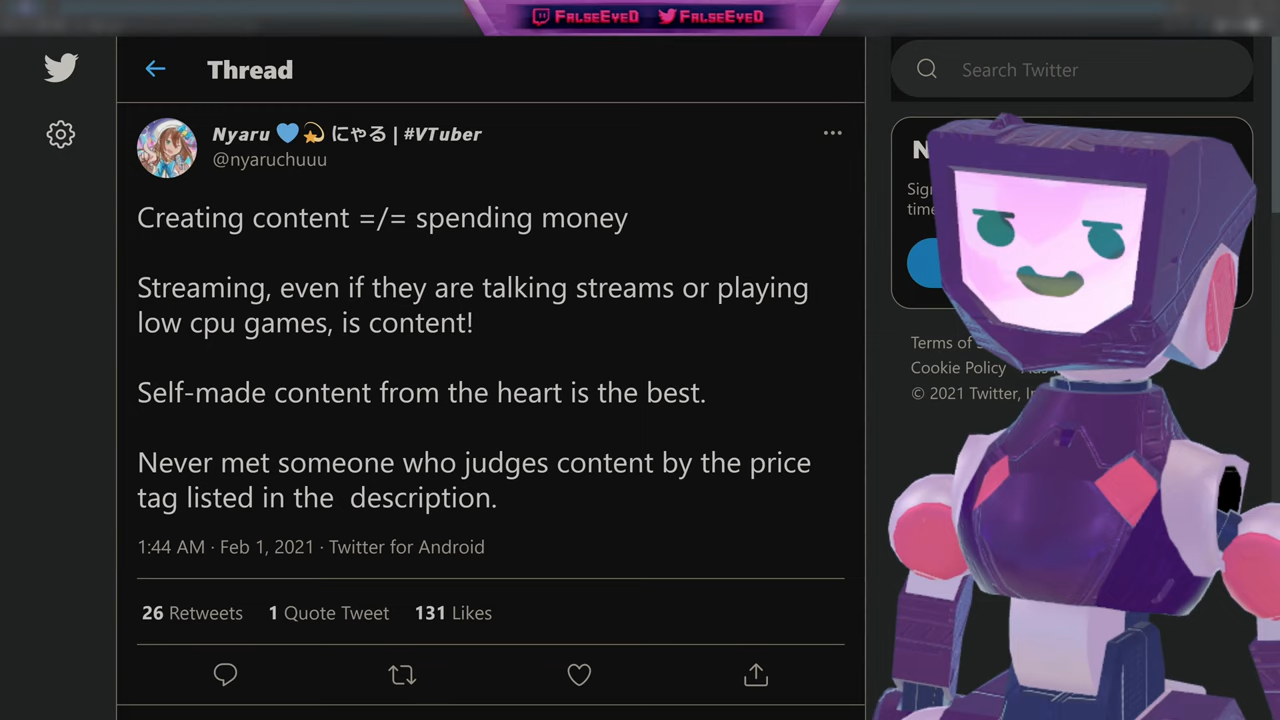 FalseEyeD FalseEyeD
Thread
Search Twitter
Nyaru 💙💫 にゃる | #VTuber
@nyaruchuuu
Creating content =/= spending money
Streaming, even if they are talking streams or playing
low cpu games, is content!
Self-made content from the heart is the best.
Never met someone who judges content by the price
tag listed in the description.
1:44 AM · Feb 1, 2021 · Twitter for Android
26 Retweets 1 Quote Tweet 131 Likes
Terms of
Cookie Policy
© 2021 Twitter,